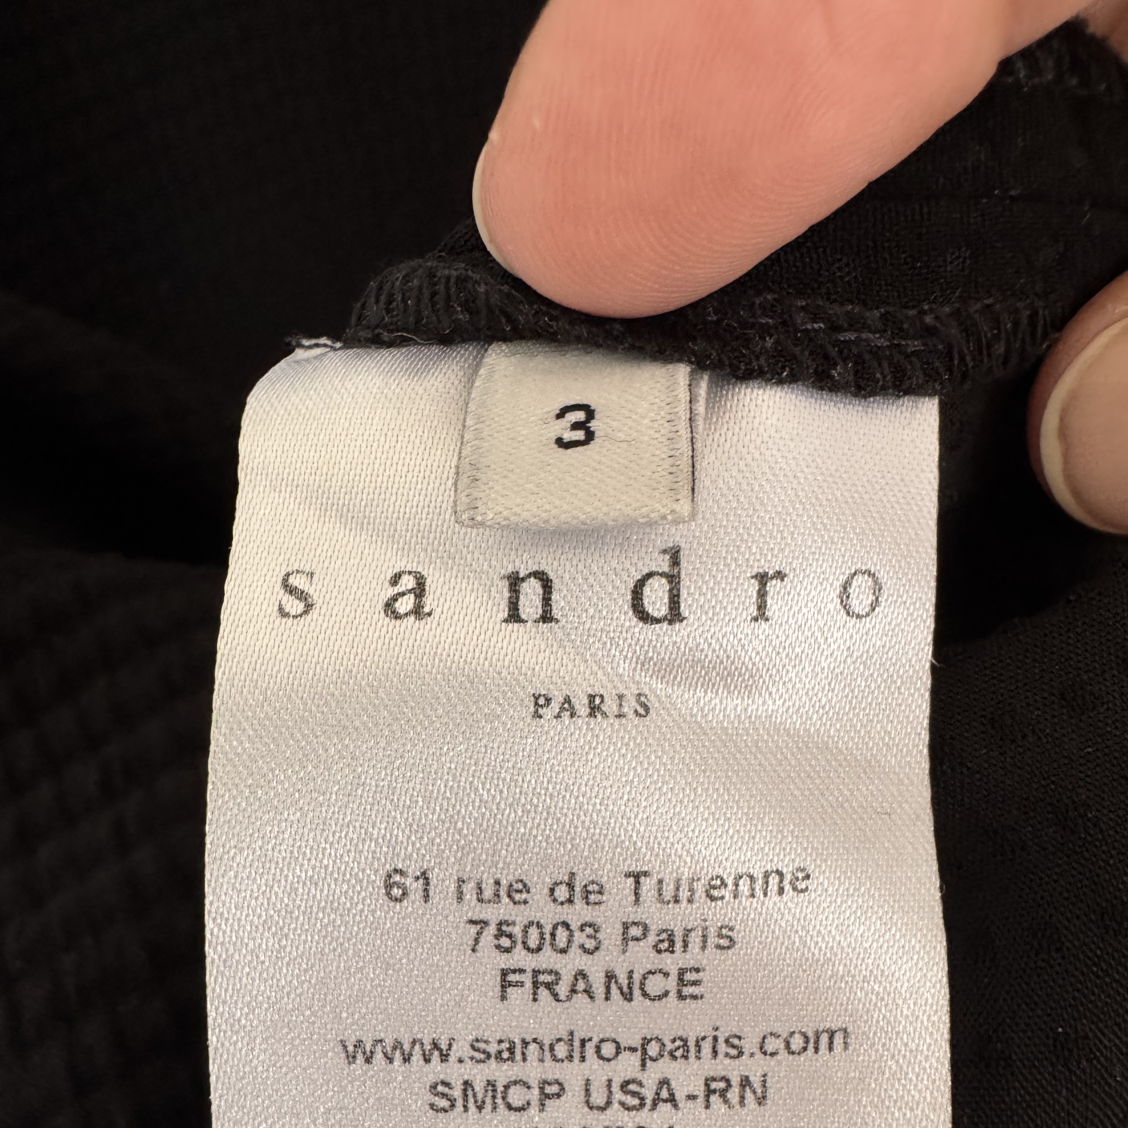 3
sandro
PARIS
61 rue de Turenne
75003 Paris
FRANCE
www.sandro-paris.com
SMCP USA-RN